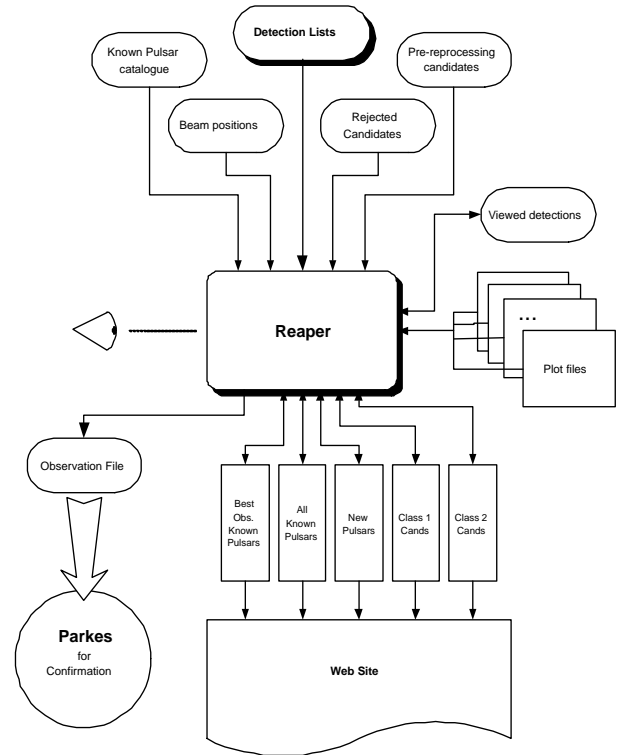 Detection Lists
Known Pulsar
catalogue
Pre-reprocessing
candidates
Beam positions
Rejected
Candidates
Viewed detections
Reaper
...
Plot files
Observation File
Best
Obs.
Known
Pulsars
All
Known
Pulsars
New
Pulsars
Class 1
Cands
Class 2
Cands
Parkes
for
Confirmation
Web Site